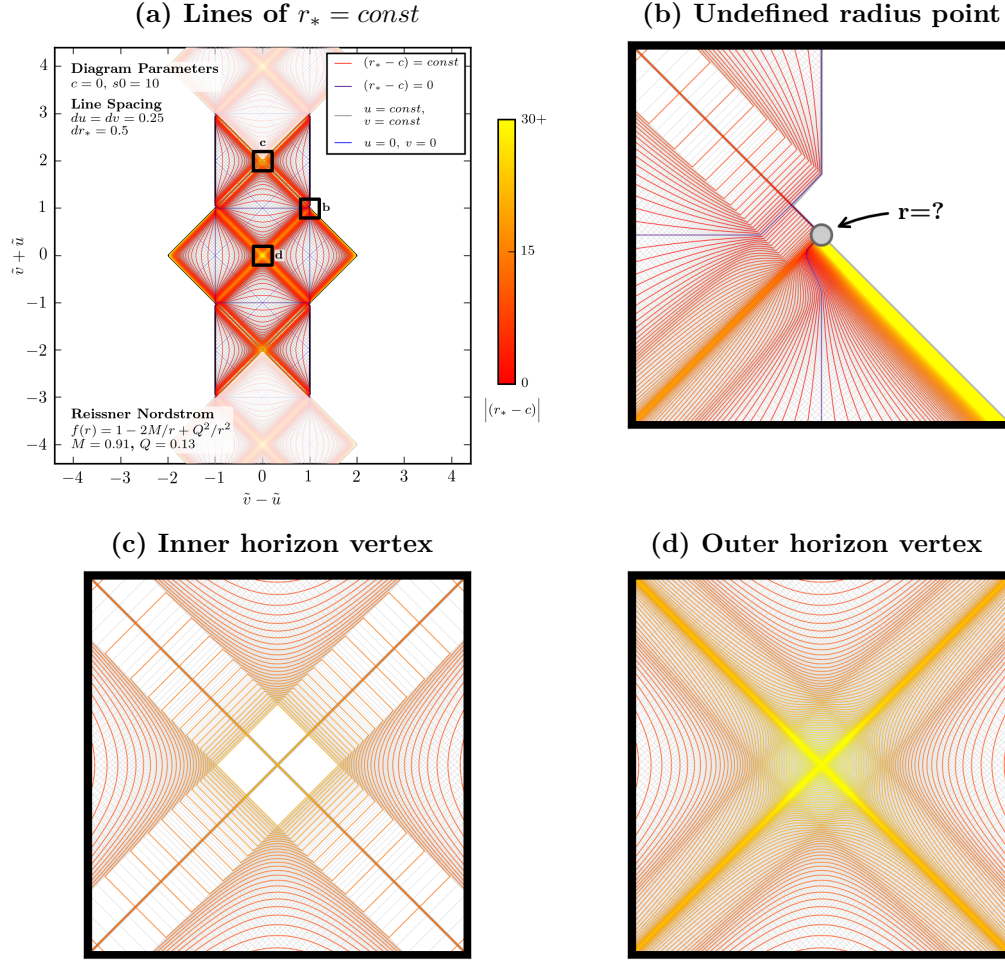 (a) Lines of r* = const
Diagram Parameters
c = 0, s0 = 10
Line Spacing
du = dv = 0.25
dr* = 0.5
(r* − c) = const
(r* − c) = 0
u = const,
v = const
u = 0, v = 0
c
b
d
Reissner Nordstrom
f(r) = 1 − 2M/r + Q²/r²
M = 0.91, Q = 0.13
4
3
2
1
0
−1
−2
−3
−4
ṽ + ũ
−4 −3 −2 −1 0 1 2 3 4
ṽ − ũ
30+
15
0
|(r* − c)|
(b) Undefined radius point
r=?
(c) Inner horizon vertex
(d) Outer horizon vertex